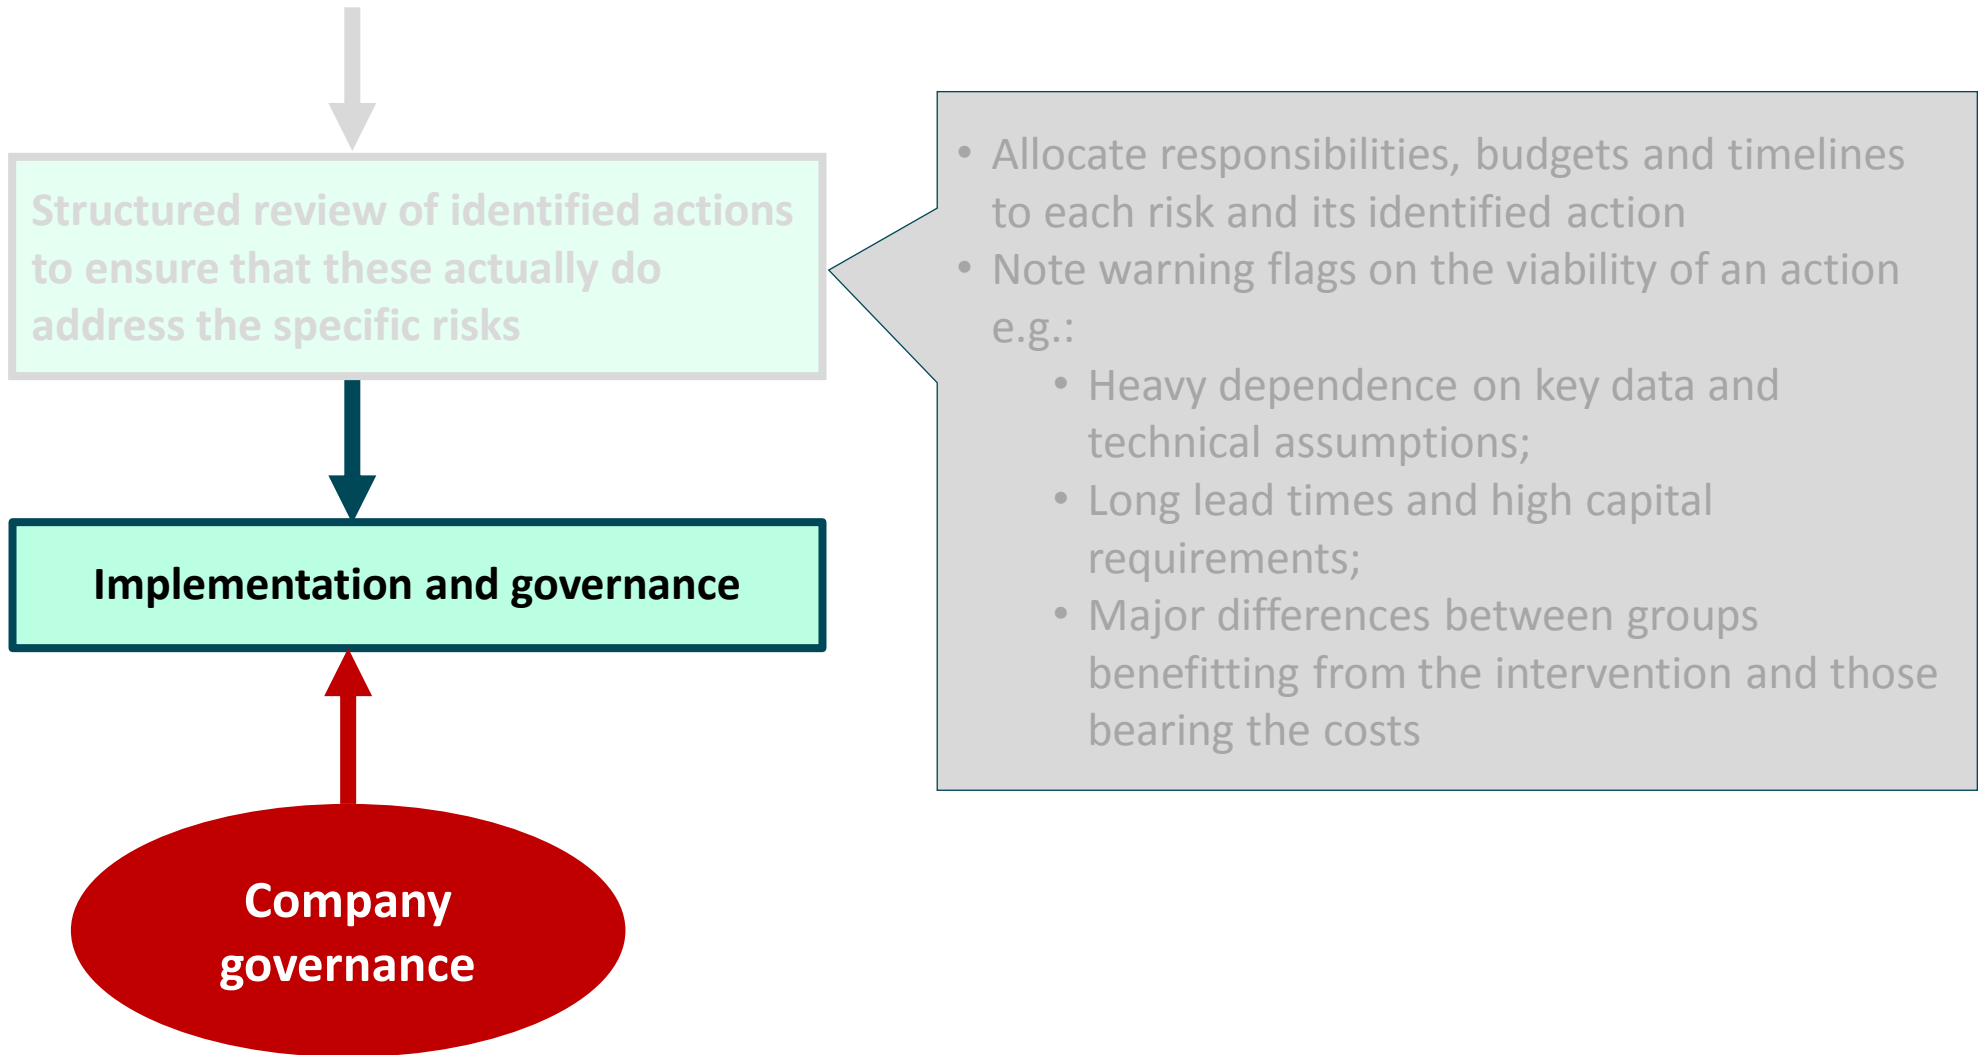 Structured review of identified actions
to ensure that these actually do
address the specific risks
• Allocate responsibilities, budgets and timelines
to each risk and its identified action
• Note warning flags on the viability of an action
e.g.:
• Heavy dependence on key data and
technical assumptions;
• Long lead times and high capital
requirements;
• Major differences between groups
benefitting from the intervention and those
bearing the costs
Implementation and governance
Company
governance